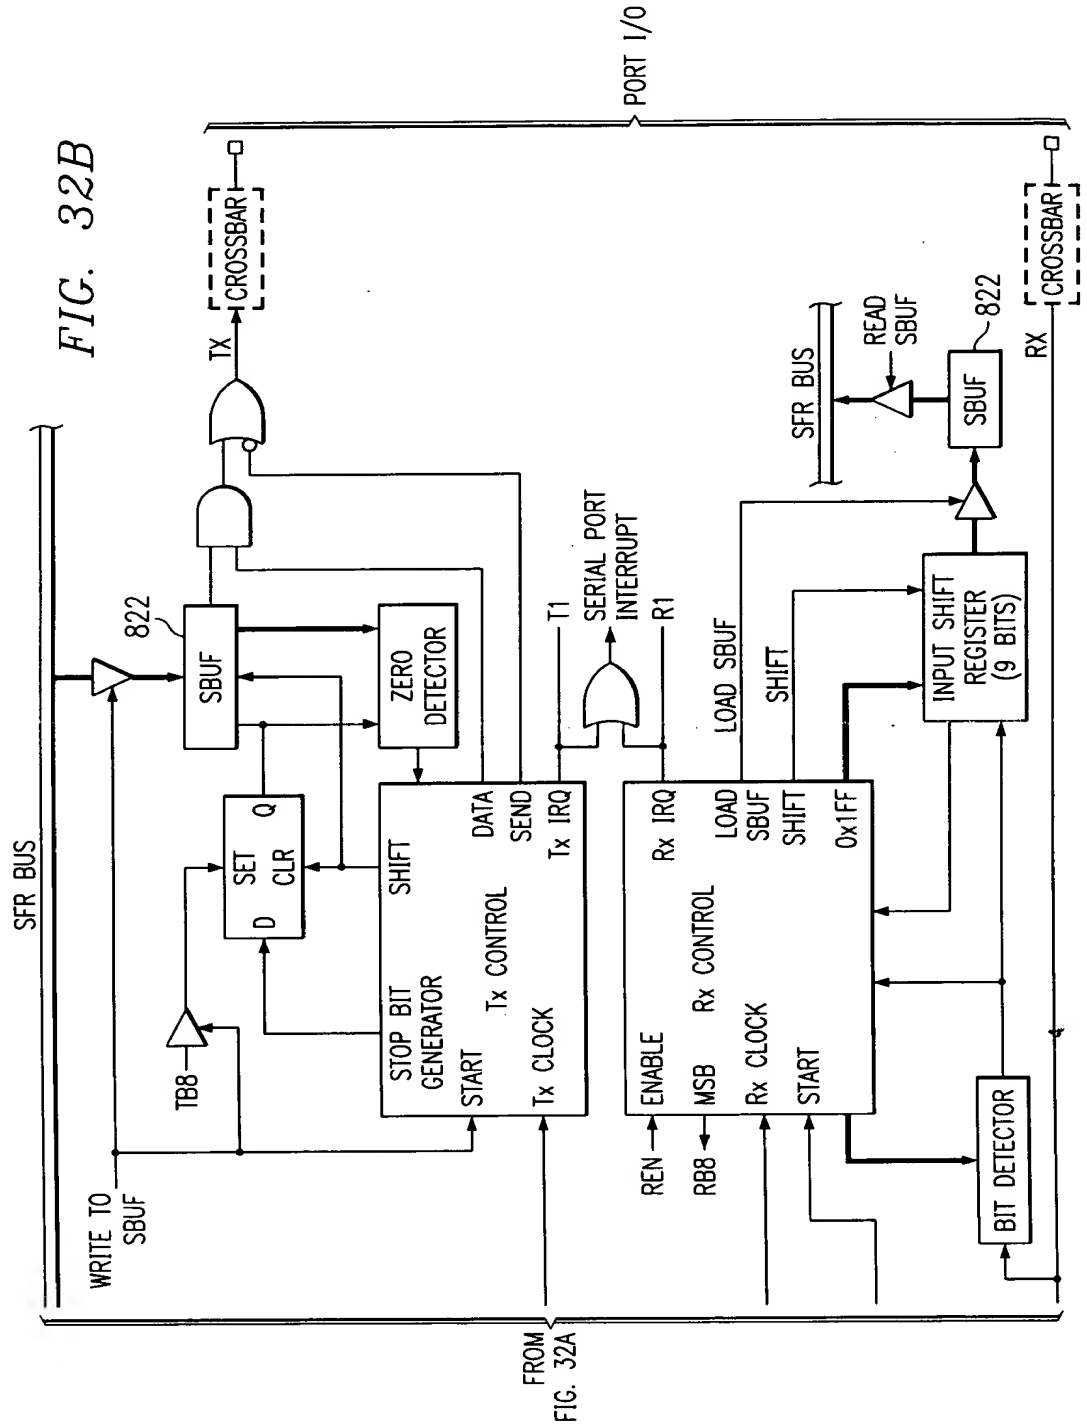 FIG. 32B
SFR BUS
WRITE TO
SBUF
TB8
D
SET
CLR
Q
SBUF
822
ZERO
DETECTOR
TX
CROSSBAR
PORT I/O
STOP BIT
GENERATOR
SHIFT
START
Tx CONTROL
DATA
SEND
Tx CLOCK
Tx IRQ
T1
SERIAL PORT
INTERRUPT
R1
FROM
FIG. 32A
REN
ENABLE
RB8
MSB
Rx CONTROL
Rx CLOCK
START
Rx IRQ
LOAD
SBUF
SHIFT
0x1FF
LOAD SBUF
SHIFT
INPUT SHIFT
REGISTER
(9 BITS)
SFR BUS
READ
SBUF
SBUF
822
BIT DETECTOR
RX
CROSSBAR